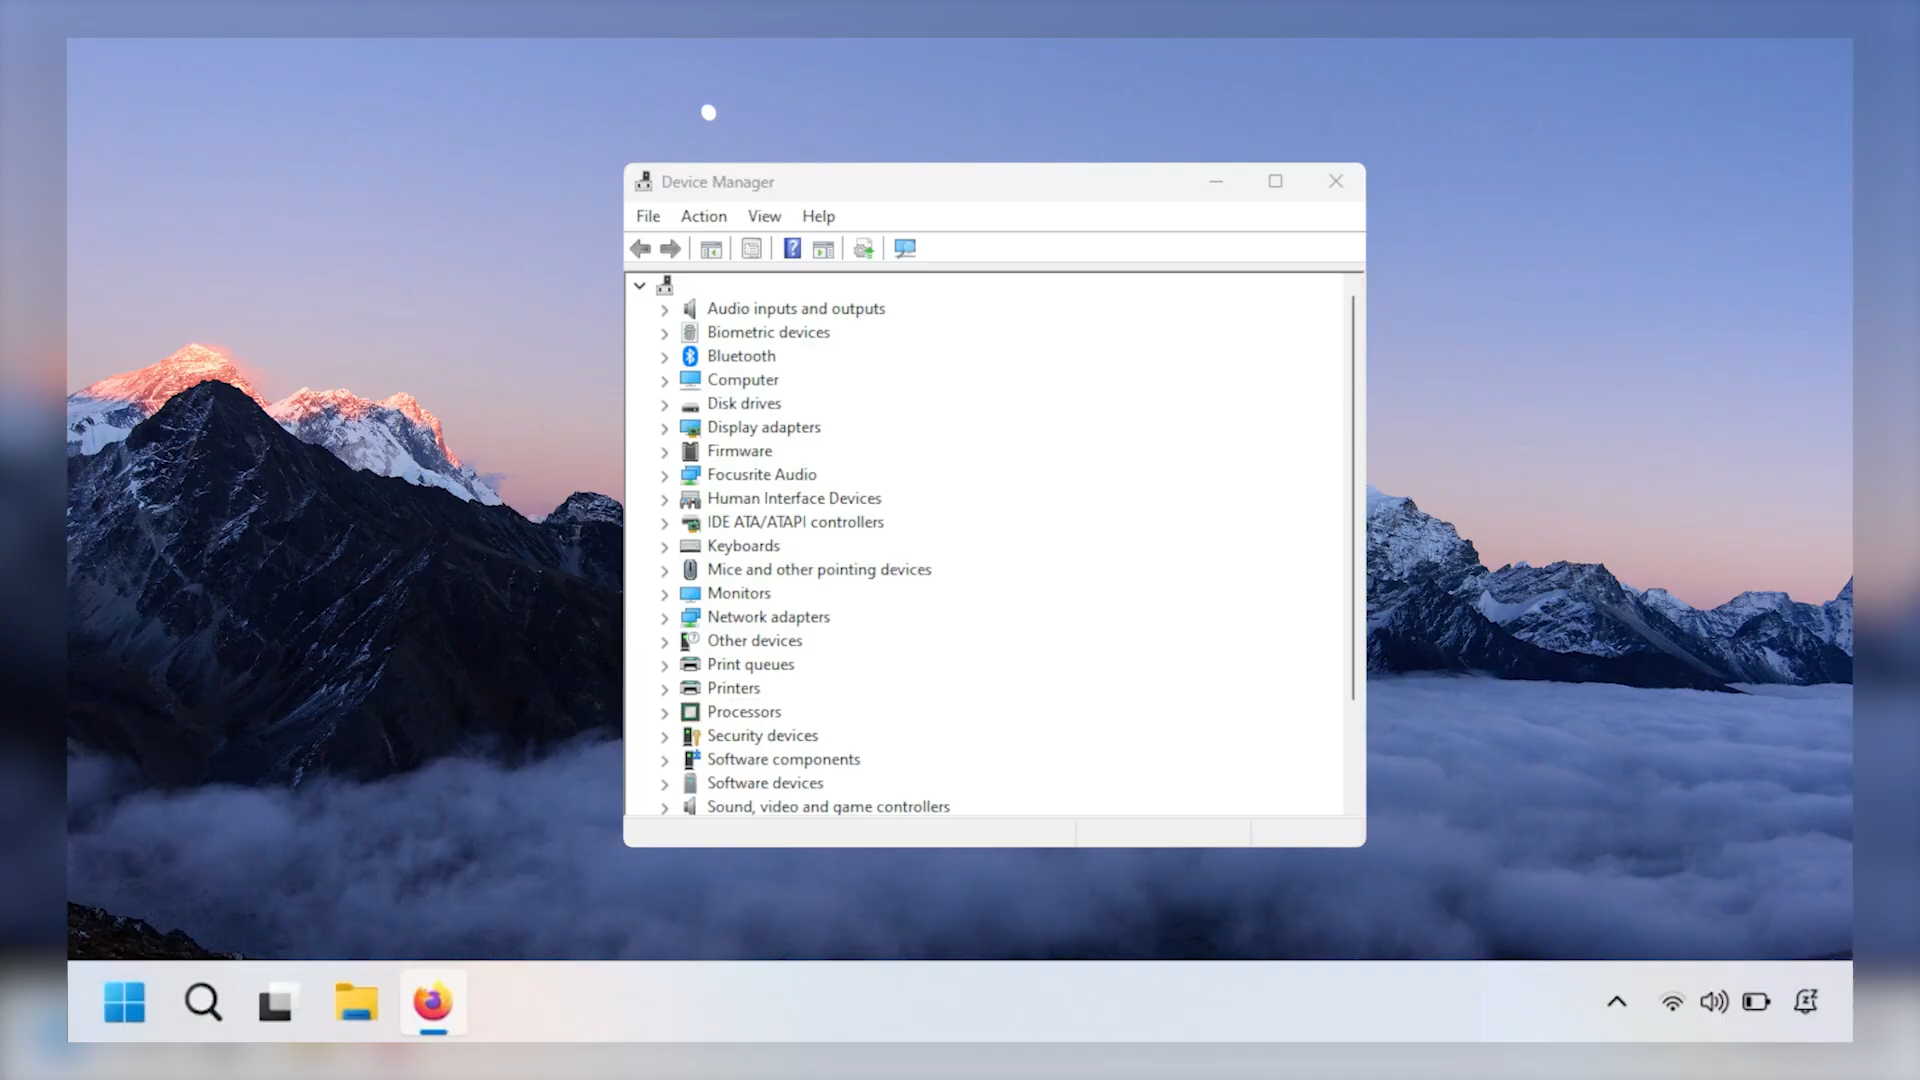 Device Manager
File Action View Help
Audio inputs and outputs
Biometric devices
Bluetooth
Computer
Disk drives
Display adapters
Firmware
Focusrite Audio
Human Interface Devices
IDE ATA/ATAPI controllers
Keyboards
Mice and other pointing devices
Monitors
Network adapters
Other devices
Print queues
Printers
Processors
Security devices
Software components
Software devices
Sound, video and game controllers